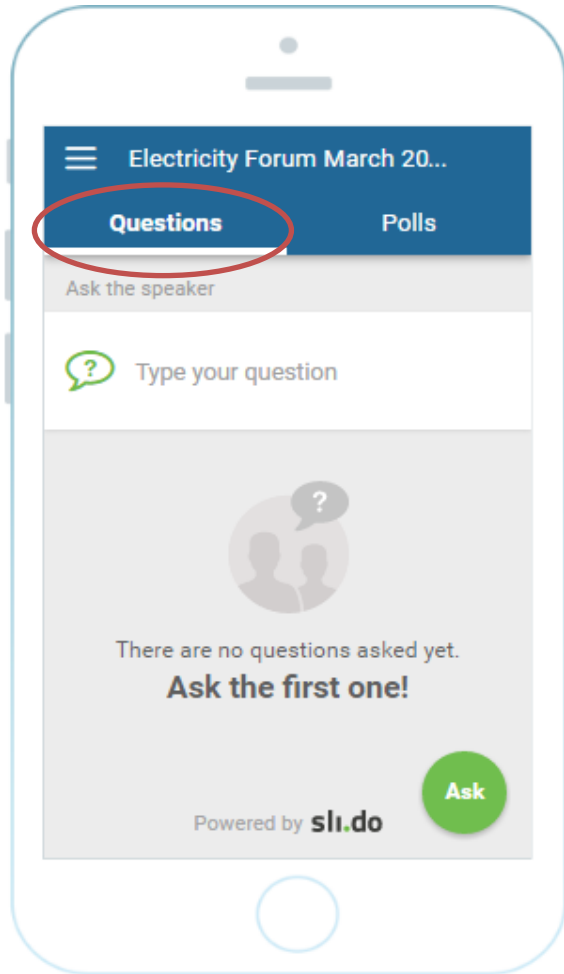 Electricity Forum March 20...
Questions Polls
Ask the speaker
? Type your question
?
There are no questions asked yet.
Ask the first one!
Ask
Powered by sli.do